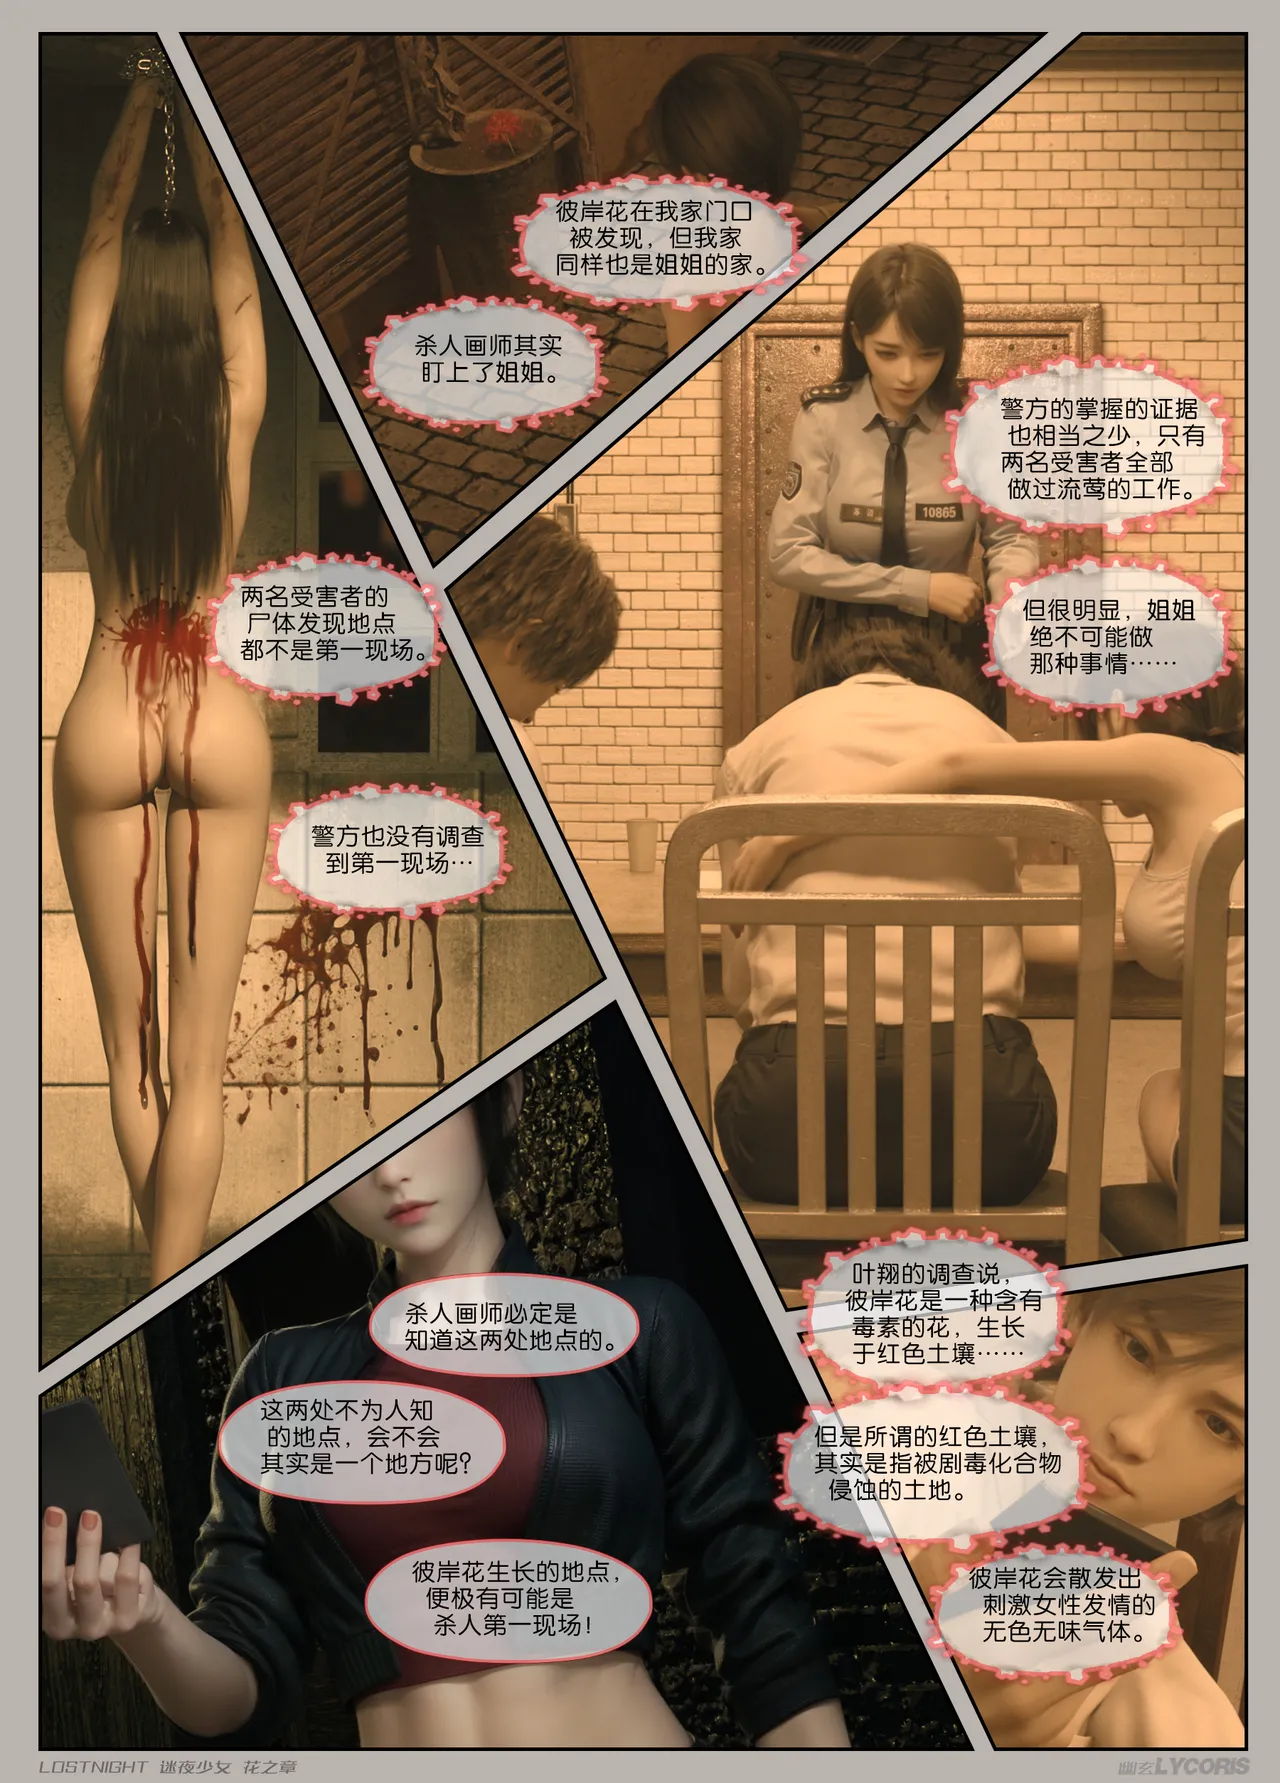 彼岸花在我家门口
被发现，但我家
同样也是姐姐的家。
杀人画师其实
盯上了姐姐。
警方的掌握的证据
也相当之少，只有
两名受害者全部
做过流莺的工作。
10865
但很明显，姐姐
绝不可能做
那种事情……
两名受害者的
尸体发现地点
都不是第一现场。
警方也没有调查
到第一现场…
叶翔的调查说，
彼岸花是一种含有
毒素的花，生长
于红色土壤……
但是所谓的红色土壤，
其实是指被剧毒化合物
侵蚀的土地。
彼岸花会散发出
刺激女性发情的
无色无味气体。
杀人画师必定是
知道这两处地点的。
这两处不为人知
的地点，会不会
其实是一个地方呢？
彼岸花生长的地点，
便极有可能是
杀人第一现场！
LOSTNIGHT 迷夜少女 花之章
幽玄LYCORIS